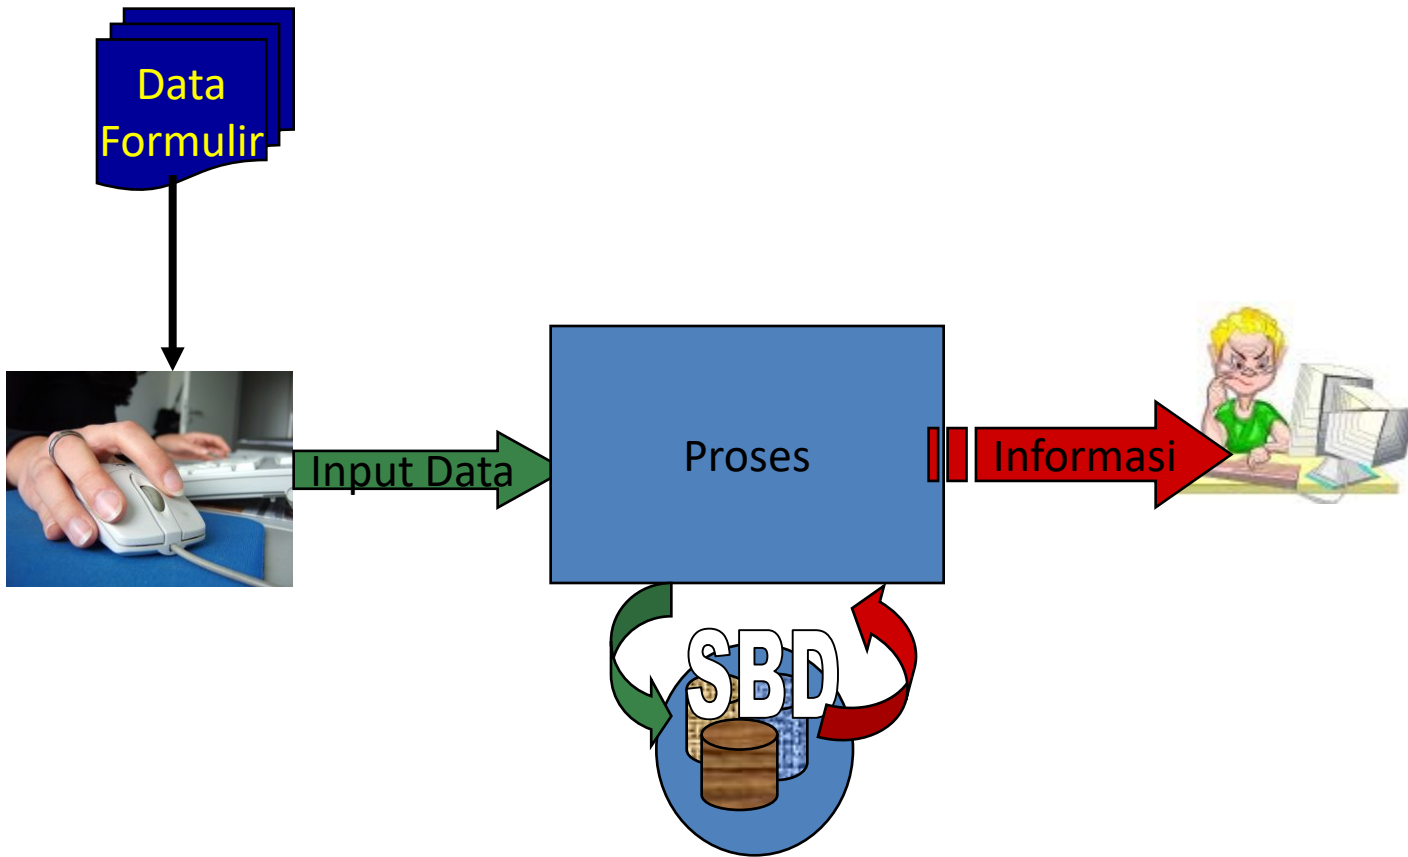 Data
Formulir
Input Data
Proses
Informasi
SBD